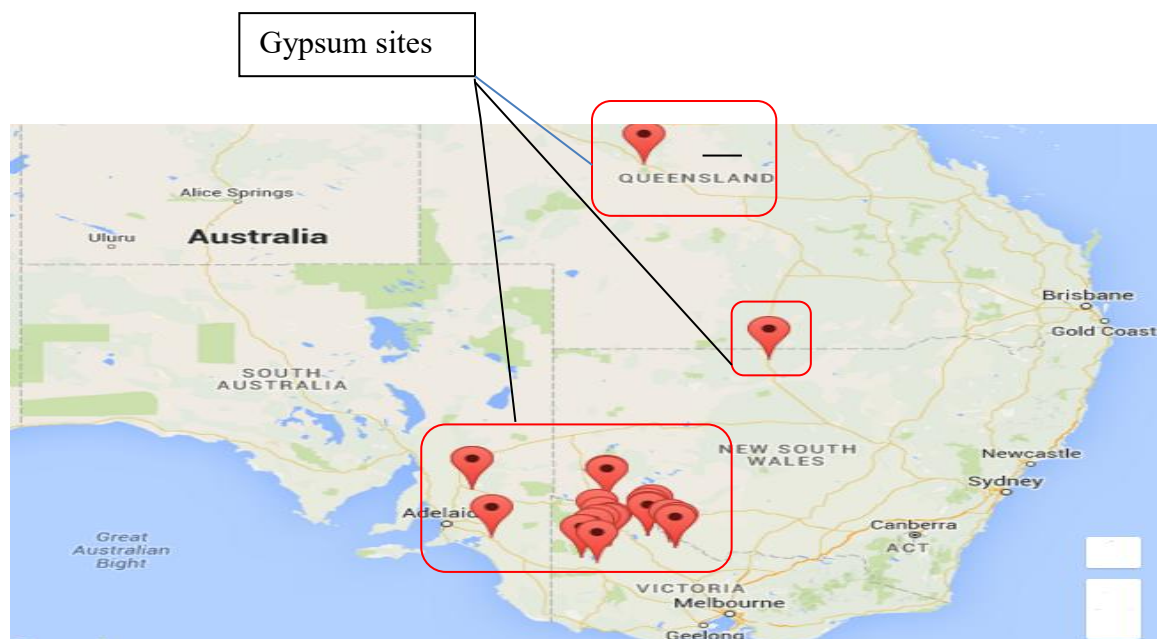 Gypsum sites
QUEENSLAND
Alice Springs
Uluru
Australia
Brisbane
Gold Coast
SOUTH
AUSTRALIA
NEW SOUTH
WALES
Newcastle
Sydney
Adelaid
Canberra
ACT
Great
Australian
Bight
VICTORIA
Melbourne
Geelong